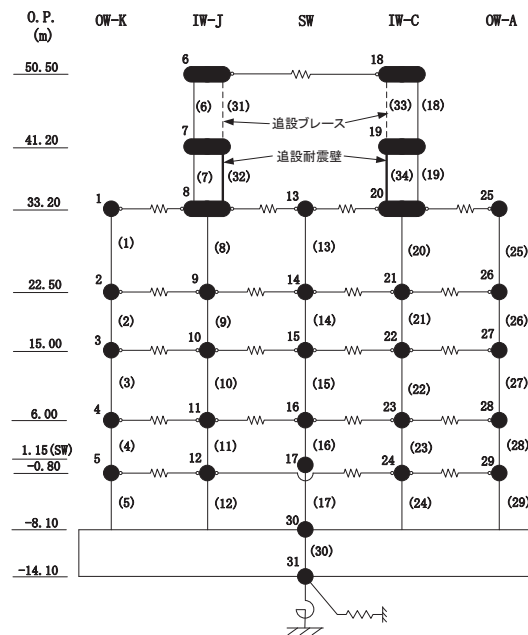 O.P. OW-K IW-J SW IW-C OW-A
(m)
6 18
50.50
(6) (31) (33) (18)
追設ブレース
7 19
41.20
追設耐震壁
(7) (32) (34) (19)
1 8 13 20 25
33.20
(1) (8) (13) (20) (25)
2 9 14 21 26
22.50
(2) (9) (14) (21) (26)
3 10 15 22 27
15.00
(3) (10) (15) (22) (27)
4 11 16 23 28
6.00
(4) (11) (16) (23) (28)
1.15(SW)
5 12 17 24 29
-0.80
(5) (12) (17) (24) (29)
30
-8.10
(30)
31
-14.10